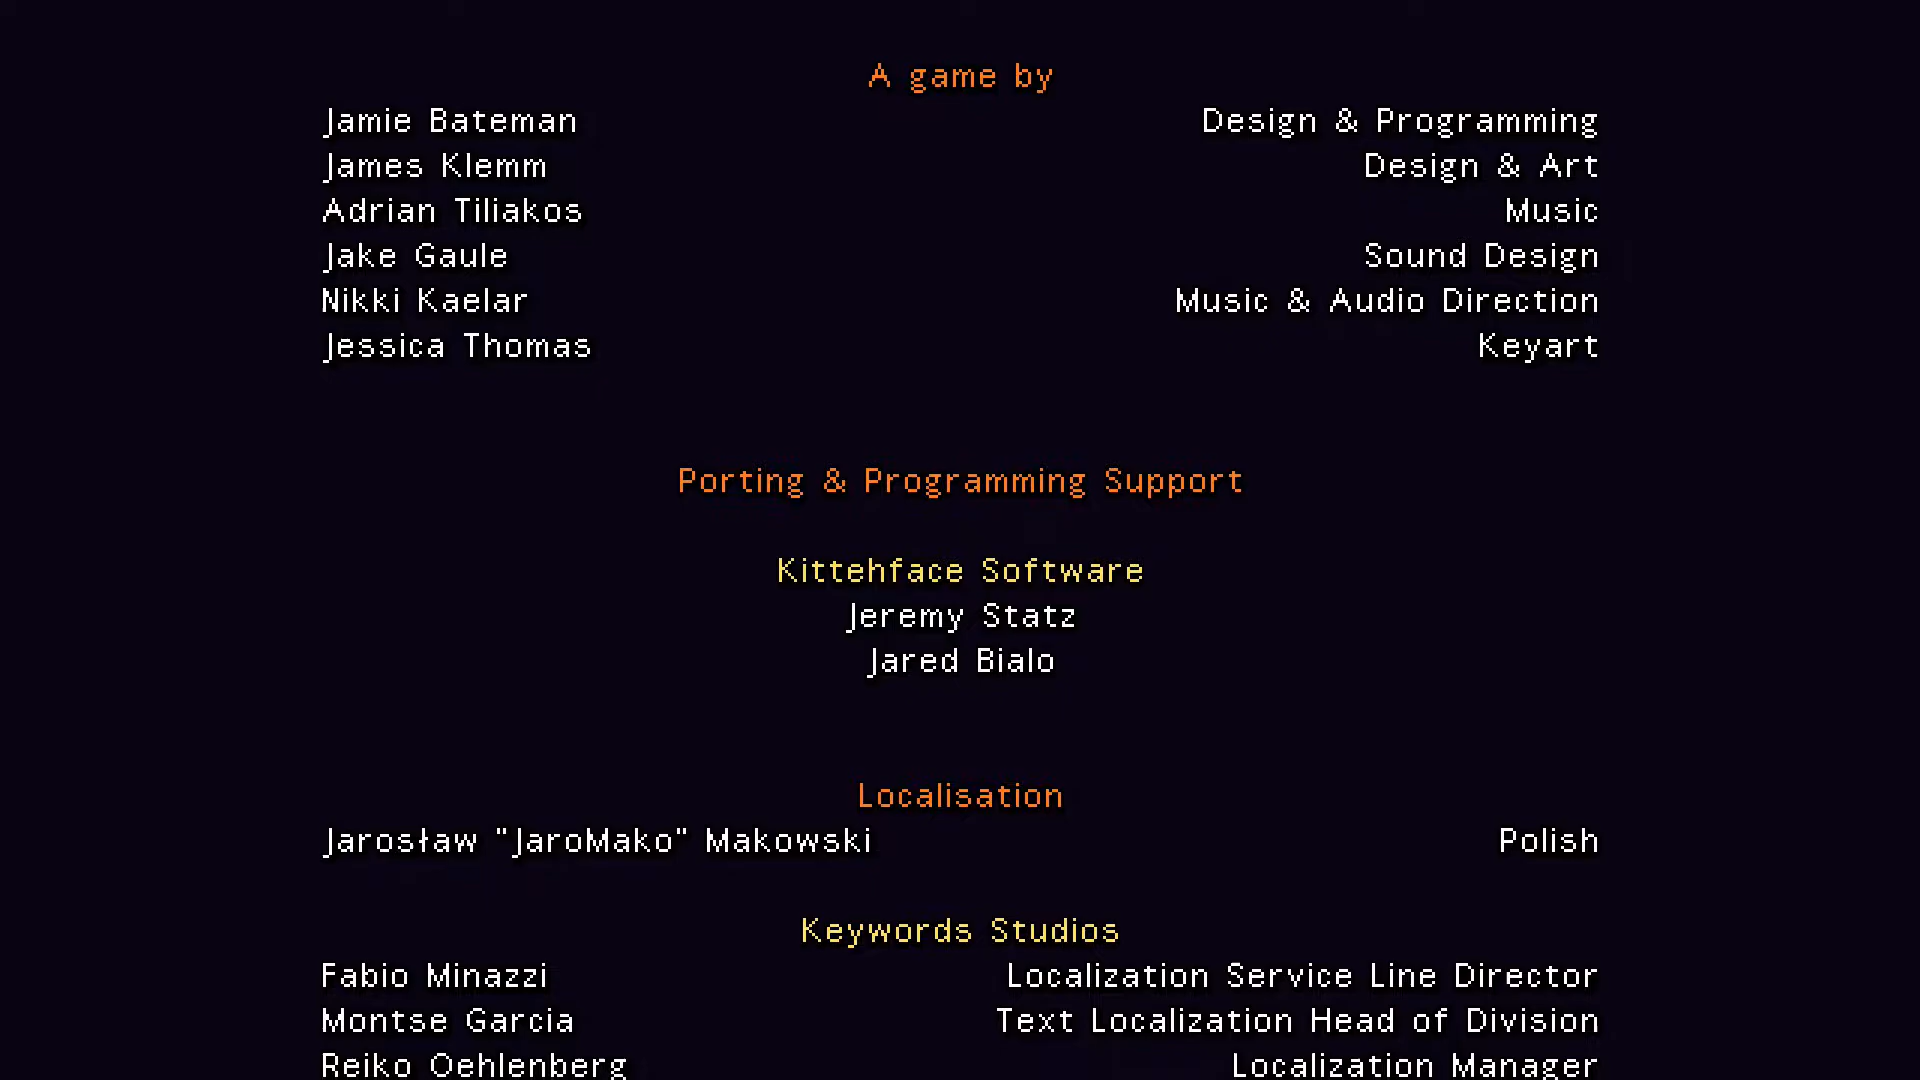 A game by
Jamie Bateman Design & Programming
James Klemm Design & Art
Adrian Tiliakos Music
Jake Gaule Sound Design
Nikki Kaelar Music & Audio Direction
Jessica Thomas Keyart
Porting & Programming Support
Kittehface Software
Jeremy Statz
Jared Bialo
Localisation
Jarosław "JaroMako" Makowski Polish
Keywords Studios
Fabio Minazzi Localization Service Line Director
Montse Garcia Text Localization Head of Division
Reiko Oehlenberg Localization Manager